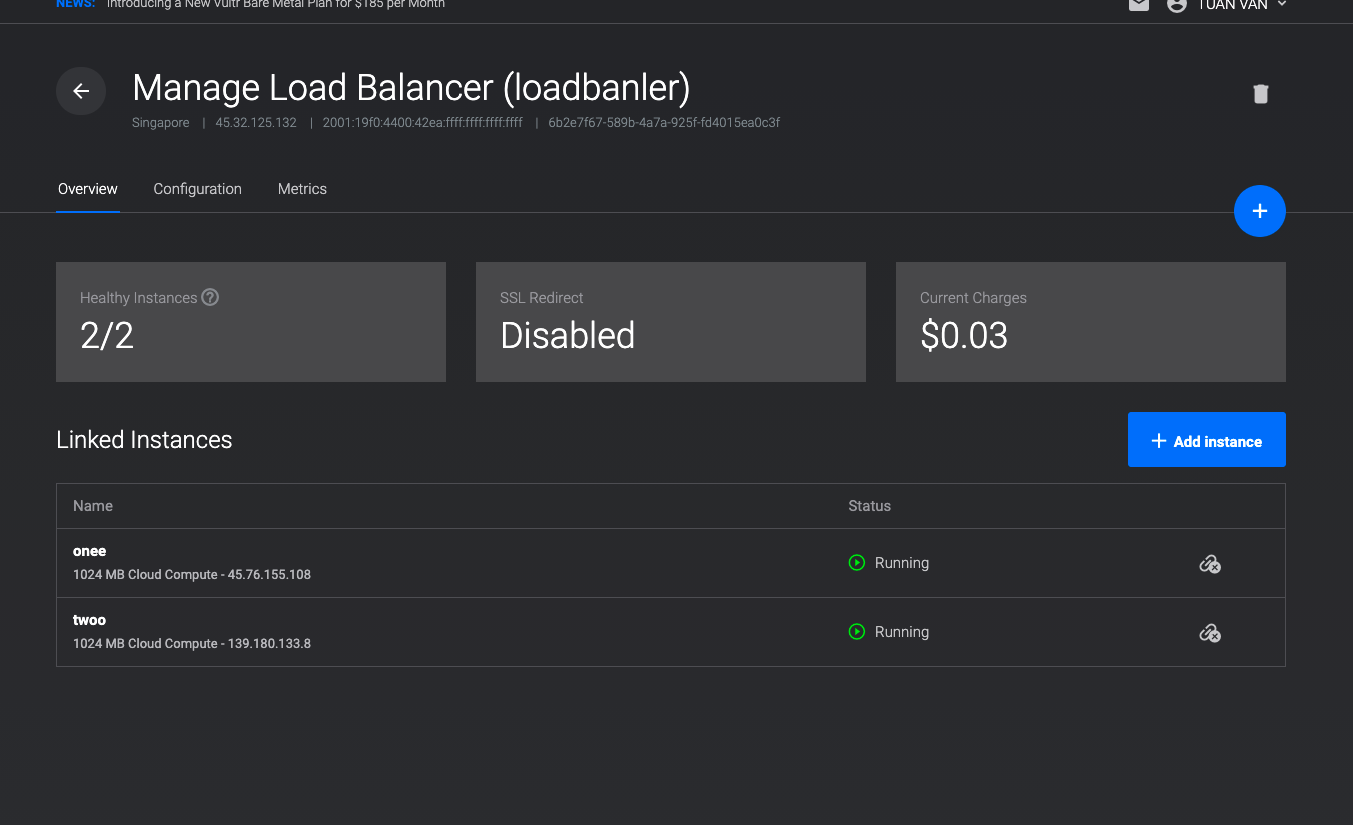 NEWS: Introducing a New Vultr Bare Metal Plan for $185 per Month
TUAN VAN
Manage Load Balancer (loadbanler)
Singapore | 45.32.125.132 | 2001:19f0:4400:42ea:ffff:ffff:ffff:ffff | 6b2e7f67-589b-4a7a-925f-fd4015ea0c3f
Overview Configuration Metrics
Healthy Instances
2/2
SSL Redirect
Disabled
Current Charges
$0.03
Linked Instances
+ Add instance
Name Status
onee
1024 MB Cloud Compute - 45.76.155.108
Running
twoo
1024 MB Cloud Compute - 139.180.133.8
Running